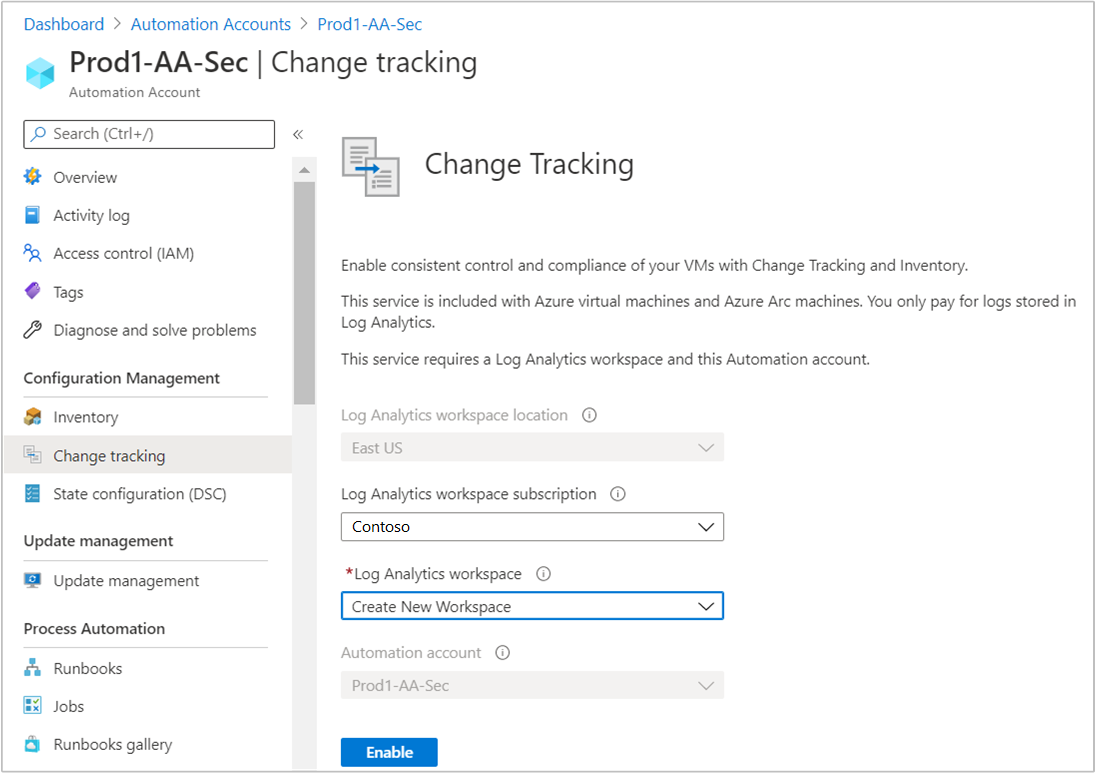 Dashboard > Automation Accounts > Prod1-AA-Sec
Prod1-AA-Sec | Change tracking
Automation Account
Search (Ctrl+/)
«
Overview
Activity log
Access control (IAM)
Tags
Diagnose and solve problems
Configuration Management
Inventory
Change tracking
State configuration (DSC)
Update management
Update management
Process Automation
Runbooks
Jobs
Runbooks gallery
Change Tracking
Enable consistent control and compliance of your VMs with Change Tracking and Inventory.
This service is included with Azure virtual machines and Azure Arc machines. You only pay for logs stored in
Log Analytics.
This service requires a Log Analytics workspace and this Automation account.
Log Analytics workspace location
East US
Log Analytics workspace subscription
Contoso
*Log Analytics workspace
Create New Workspace
Automation account
Prod1-AA-Sec
Enable